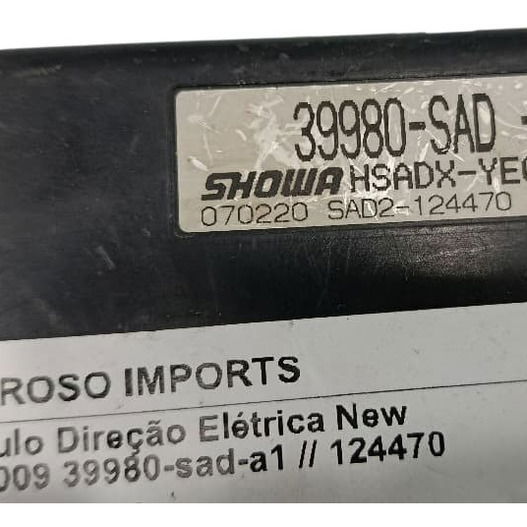 39980-SAD -
SHOWA HSADX-YE
070220 SAD2-124470
ROSO IMPORTS
ulo Direção Elétrica New
009 39980-sad-a1 // 124470